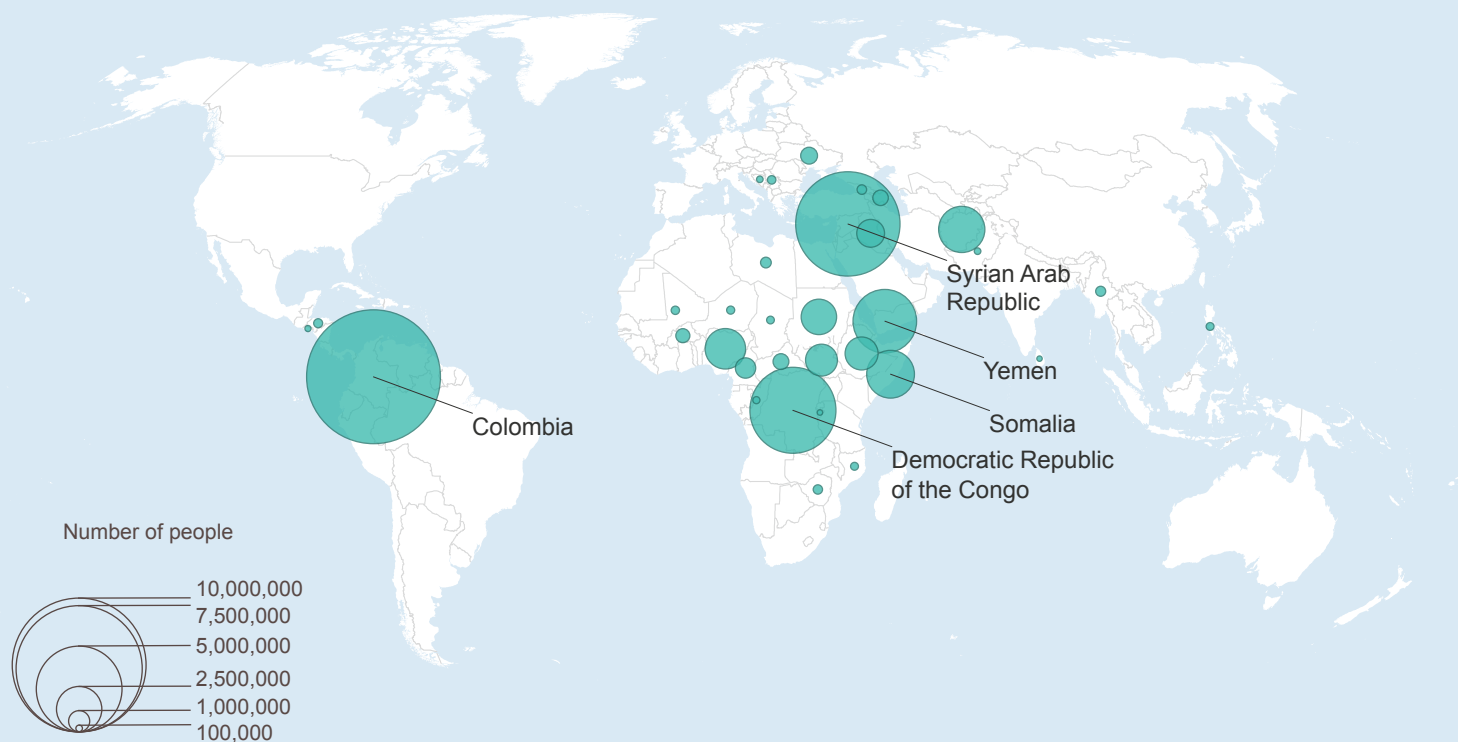 Syrian Arab
Republic
Yemen
Colombia
Somalia
Democratic Republic
of the Congo
Number of people
10,000,000
7,500,000
5,000,000
2,500,000
1,000,000
100,000